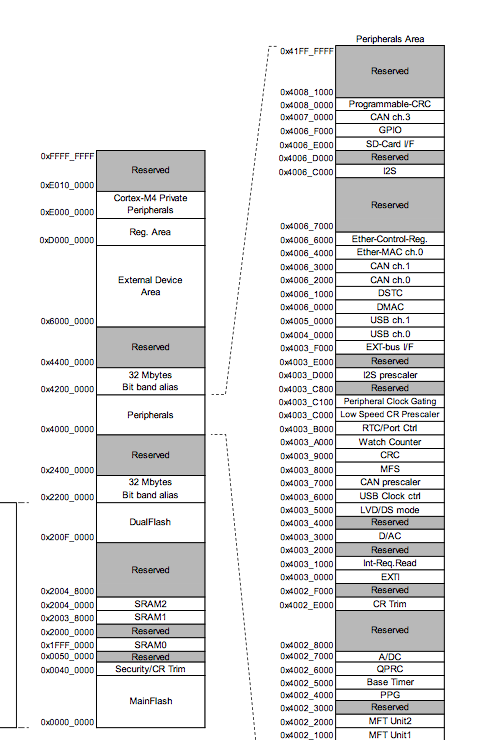 Peripherals Area
0x41FF_FFFF
Reserved
0x4008_1000
0x4008_0000 Programmable-CRC
0x4007_0000 CAN ch.3
0x4006_F000 GPIO
0x4006_E000 SD-Card I/F
0x4006_D000 Reserved
0x4006_C000 I2S
Reserved
0x4006_7000
0x4006_6000 Ether-Control-Reg.
0x4006_4000 Ether-MAC ch.0
0x4006_3000 CAN ch.1
0x4006_2000 CAN ch.0
0x4006_1000 DSTC
0x4006_0000 DMAC
0x4005_0000 USB ch.1
0x4004_0000 USB ch.0
0x4003_F000 EXT-bus I/F
0x4003_E000 Reserved
0x4003_D000 I2S prescaler
0x4003_C800 Reserved
0x4003_C100 Peripheral Clock Gating
0x4003_C000 Low Speed CR Prescaler
0x4003_B000 RTC/Port Ctrl
0x4003_A000 Watch Counter
0x4003_9000 CRC
0x4003_8000 MFS
0x4003_7000 CAN prescaler
0x4003_6000 USB Clock ctrl
0x4003_5000 LVD/DS mode
0x4003_4000 Reserved
0x4003_3000 D/AC
0x4003_2000 Reserved
0x4003_1000 Int-Req.Read
0x4003_0000 EXTI
0x4002_F000 Reserved
0x4002_E000 CR Trim
Reserved
0x4002_8000
0x4002_7000 A/DC
0x4002_6000 QPRC
0x4002_5000 Base Timer
0x4002_4000 PPG
0x4002_3000 Reserved
0x4002_2000 MFT Unit2
0x4002_1000 MFT Unit1
0xFFFF_FFFF
Reserved
0xE010_0000
Cortex-M4 Private
0xE000_0000 Peripherals
Reg. Area
0xD000_0000
External Device
Area
0x6000_0000
Reserved
0x4400_0000
32 Mbytes
0x4200_0000 Bit band alias
Peripherals
0x4000_0000
Reserved
0x2400_0000
32 Mbytes
0x2200_0000 Bit band alias
DualFlash
0x200F_0000
Reserved
0x2004_8000
0x2004_0000 SRAM2
0x2003_8000 SRAM1
0x2000_0000 Reserved
0x1FFF_0000 SRAM0
0x0050_0000 Reserved
0x0040_0000 Security/CR Trim
MainFlash
0x0000_0000